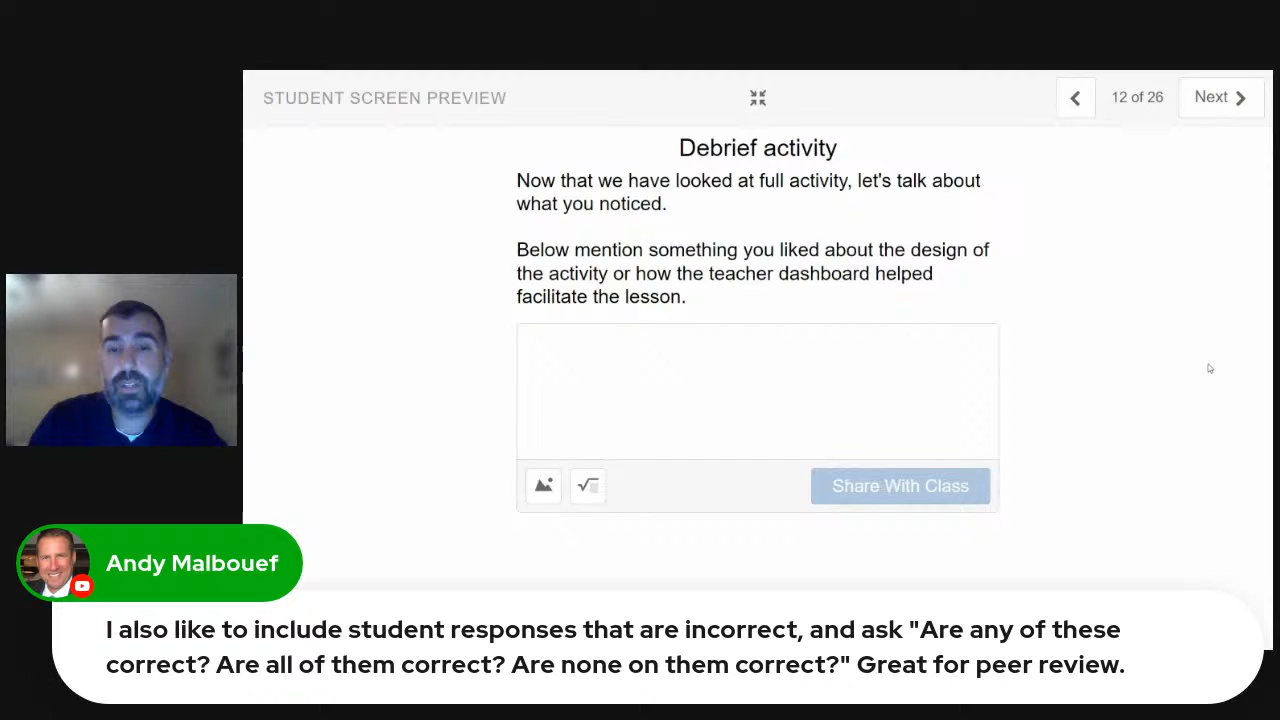 STUDENT SCREEN PREVIEW
12 of 26
Next
Debrief activity
Now that we have looked at full activity, let's talk about
what you noticed.
Below mention something you liked about the design of
the activity or how the teacher dashboard helped
facilitate the lesson.
Share With Class
Andy Malbouef
I also like to include student responses that are incorrect, and ask "Are any of these
correct? Are all of them correct? Are none on them correct?" Great for peer review.